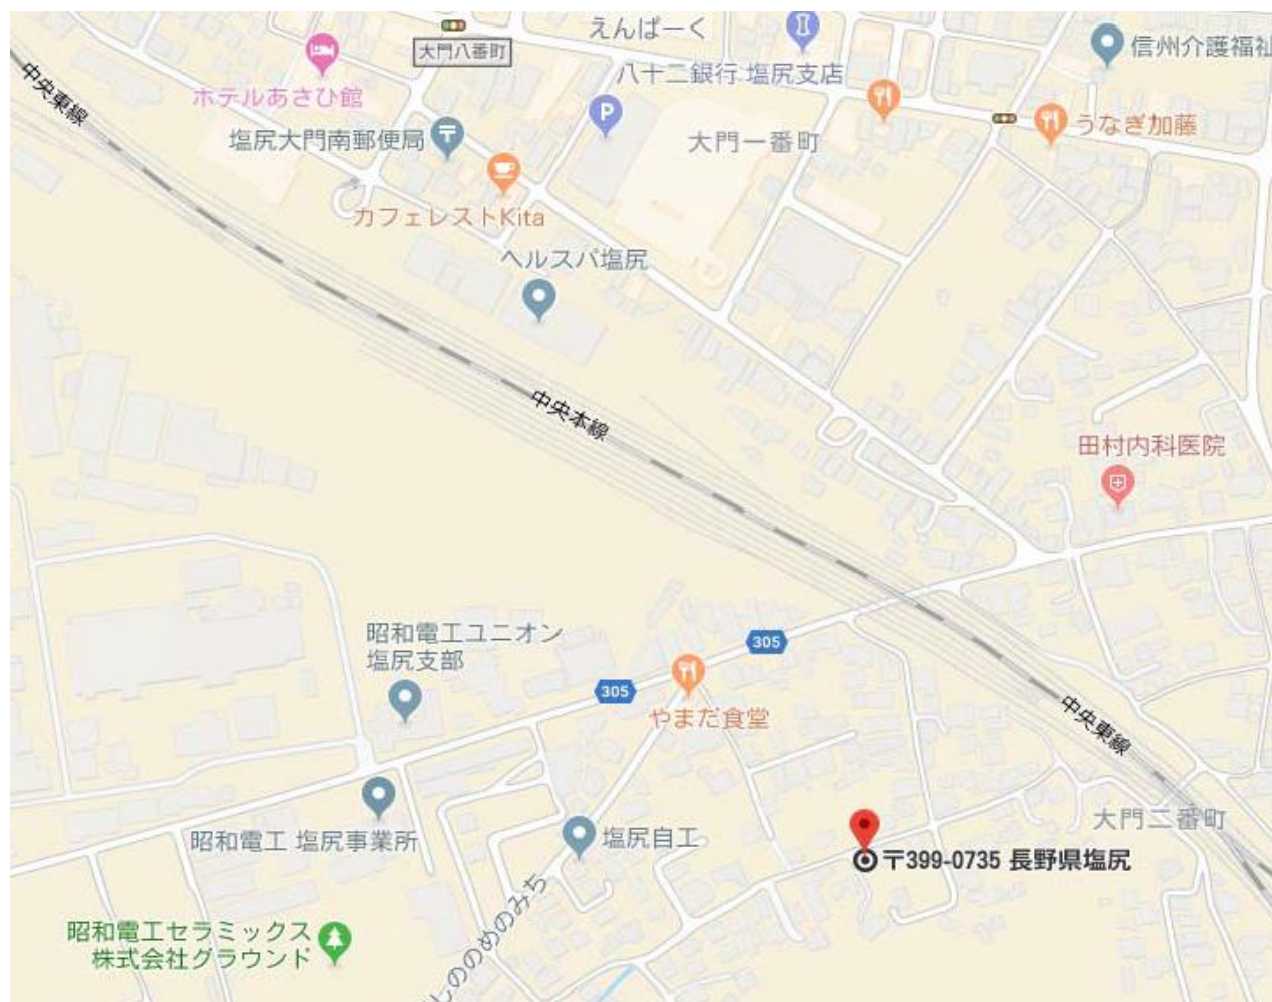 えんぱーく
大門八番町
信州介護福祉
八十二銀行 塩尻支店
中央東線
ホテルあさひ館
P
塩尻大門南郵便局
大門一番町
うなぎ加藤
カフェレストKita
ヘルスパ塩尻
中央本線
田村内科医院
昭和電工ユニオン
塩尻支部
305
305
やまだ食堂
中央東線
大門二番町
昭和電工 塩尻事業所
塩尻自工
〒399-0735 長野県塩尻
しののめのみち
昭和電工セラミックス
株式会社グラウンド